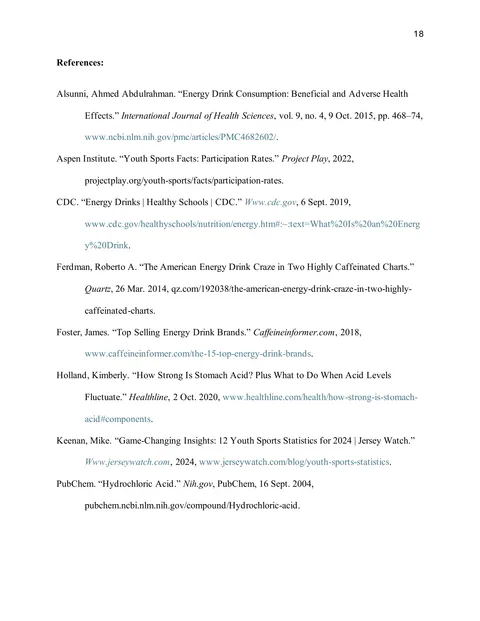 18
References:
Alsunni, Ahmed Abdulrahman. “Energy Drink Consumption: Beneficial and Adverse Health
Effects.” International Journal of Health Sciences, vol. 9, no. 4, 9 Oct. 2015, pp. 468–74,
www.ncbi.nlm.nih.gov/pmc/articles/PMC4682602/.
Aspen Institute. “Youth Sports Facts: Participation Rates.” Project Play, 2022,
projectplay.org/youth-sports/facts/participation-rates.
CDC. “Energy Drinks | Healthy Schools | CDC.” Www.cdc.gov, 6 Sept. 2019,
www.cdc.gov/healthyschools/nutrition/energy.htm#:~:text=What%20Is%20an%20Energ
y%20Drink.
Ferdman, Roberto A. “The American Energy Drink Craze in Two Highly Caffeinated Charts.”
Quartz, 26 Mar. 2014, qz.com/192038/the-american-energy-drink-craze-in-two-highly-
caffeinated-charts.
Foster, James. “Top Selling Energy Drink Brands.” Caffeineinformer.com, 2018,
www.caffeineinformer.com/the-15-top-energy-drink-brands.
Holland, Kimberly. “How Strong Is Stomach Acid? Plus What to Do When Acid Levels
Fluctuate.” Healthline, 2 Oct. 2020, www.healthline.com/health/how-strong-is-stomach-
acid#components.
Keenan, Mike. “Game-Changing Insights: 12 Youth Sports Statistics for 2024 | Jersey Watch.”
Www.jerseywatch.com, 2024, www.jerseywatch.com/blog/youth-sports-statistics.
PubChem. “Hydrochloric Acid.” Nih.gov, PubChem, 16 Sept. 2004,
pubchem.ncbi.nlm.nih.gov/compound/Hydrochloric-acid.